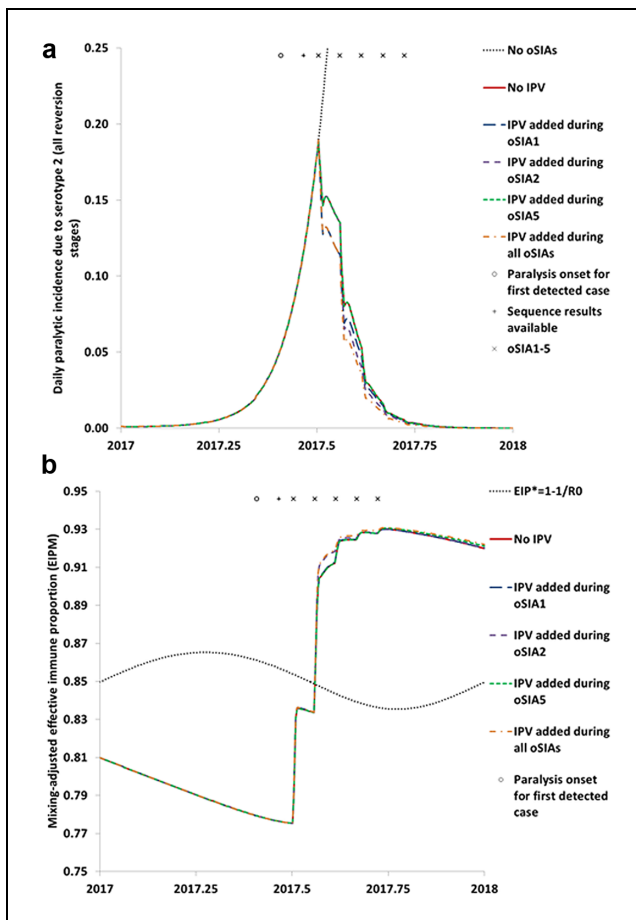 a
Daily paralytic incidence due to serotype 2 (all reversion
stages)
0.25
0.20
0.15
0.10
0.05
0.00
2017
2017.25
2017.5
2017.75
2018
No oSIAs
No IPV
IPV added during
oSIA1
IPV added during
oSIA2
IPV added during
oSIA5
IPV added during
all oSIAs
Paralysis onset for
first detected case
Sequence results
available
oSIA1-5
b
Mixing-adjusted effective immune proportion (EIPM)
0.95
0.93
0.91
0.89
0.87
0.85
0.83
0.81
0.79
0.77
0.75
2017
2017.25
2017.5
2017.75
2018
EIP*=1-1/R0
No IPV
IPV added during
oSIA1
IPV added during
oSIA2
IPV added during
oSIA5
IPV added during
all oSIAs
Paralysis onset
for first detected
case